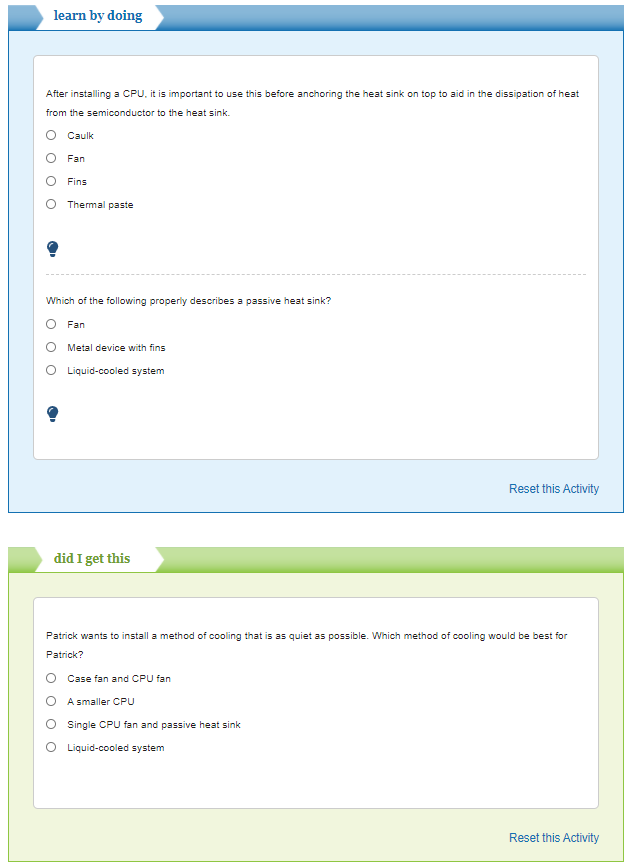 learn by doing
After installing a CPU, it is important to use this before anchoring the heat sink on top to aid in the dissipation of heat
from the semiconductor to the heat sink.
Caulk
Fan
Fins
Thermal paste
Which of the following properly describes a passive heat sink?
Fan
Metal device with fins
Liquid-cooled system
Reset this Activity
did I get this
Patrick wants to install a method of cooling that is as quiet as possible. Which method of cooling would be best for
Patrick?
Case fan and CPU fan
A smaller CPU
Single CPU fan and passive heat sink
Liquid-cooled system
Reset this Activity